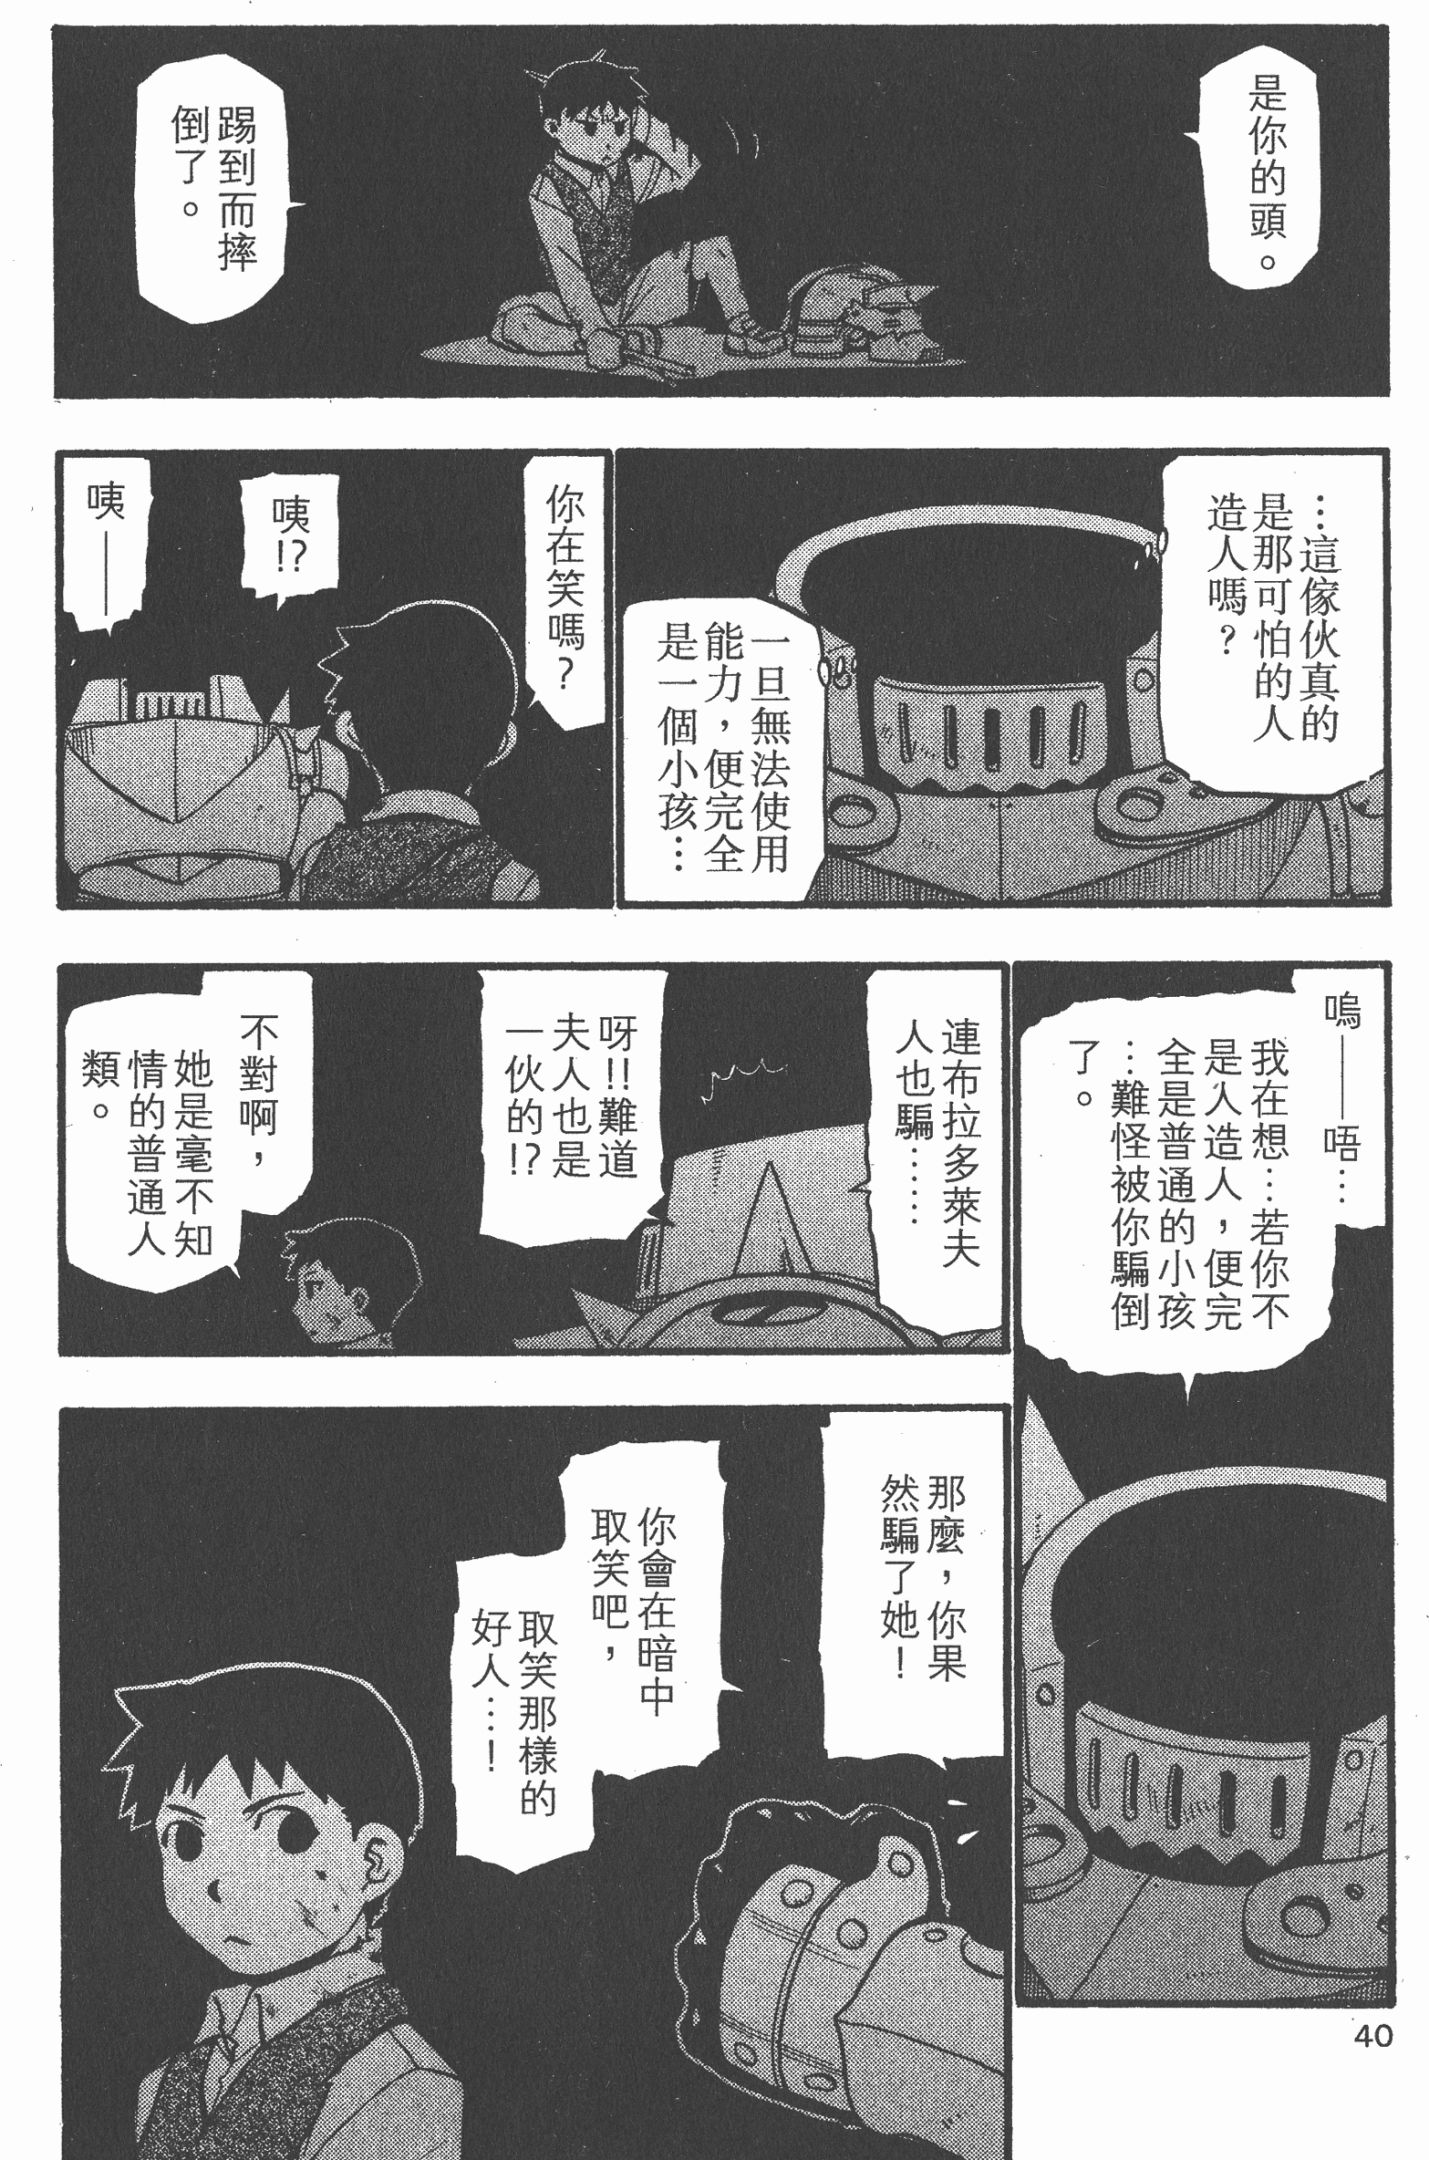 是你的頭。
踢到而摔
倒了。
…這傢伙真的
是那可怕的人
造人嗎?
一旦無法使用
能力,便完全
是一個小孩…
你在笑嗎?
咦!?
咦——
嗚——唔…
我在想…若你不
是人造人,便完
全是普通的小孩
…難怪被你騙倒
了。
連布拉多萊夫
人也騙……
呀!!難道
夫人也是
一伙的!?
不對啊,
她是毫不知
情的普通人
類。
那麼,你果
然騙了她!
你會在暗中
取笑吧,
取笑那樣的
好人…!
40